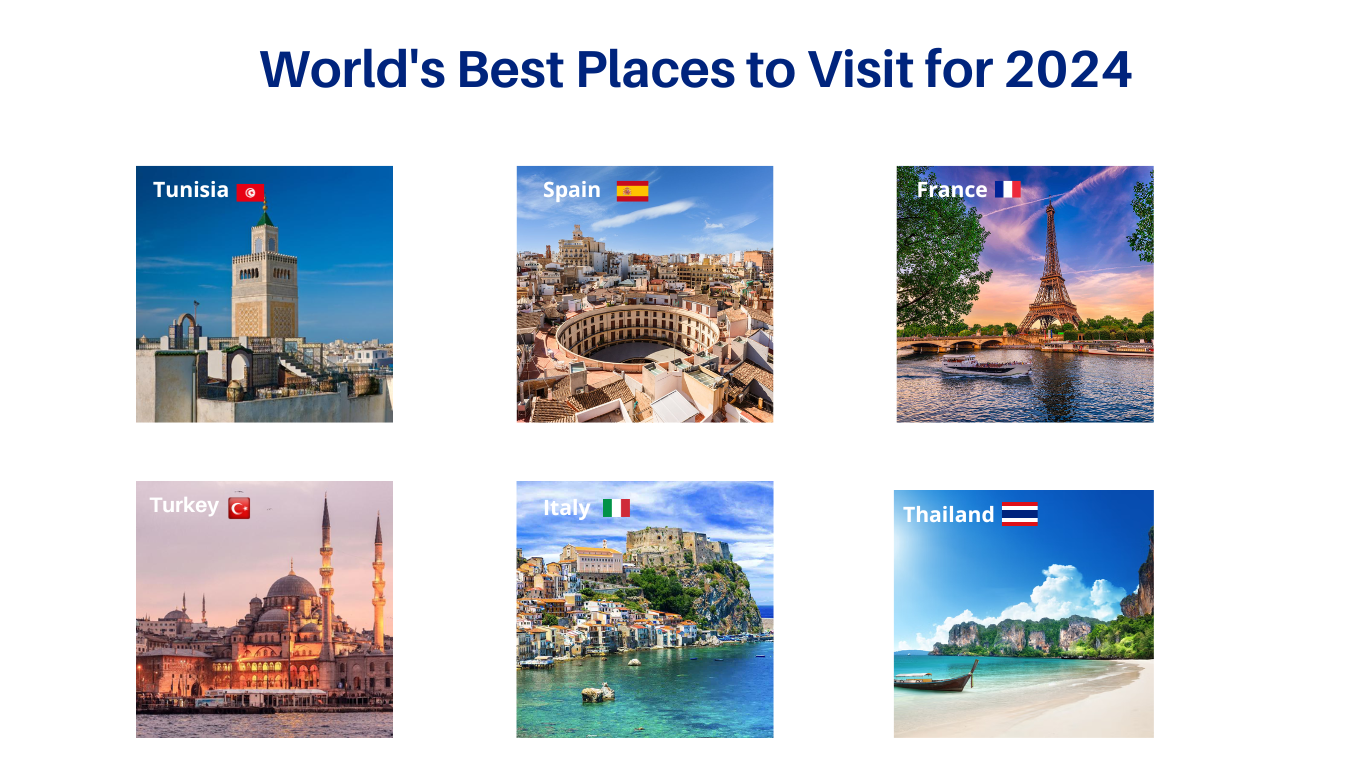 World's Best Places to Visit for 2024
Tunisia
Spain
France
Turkey
Italy
Thailand